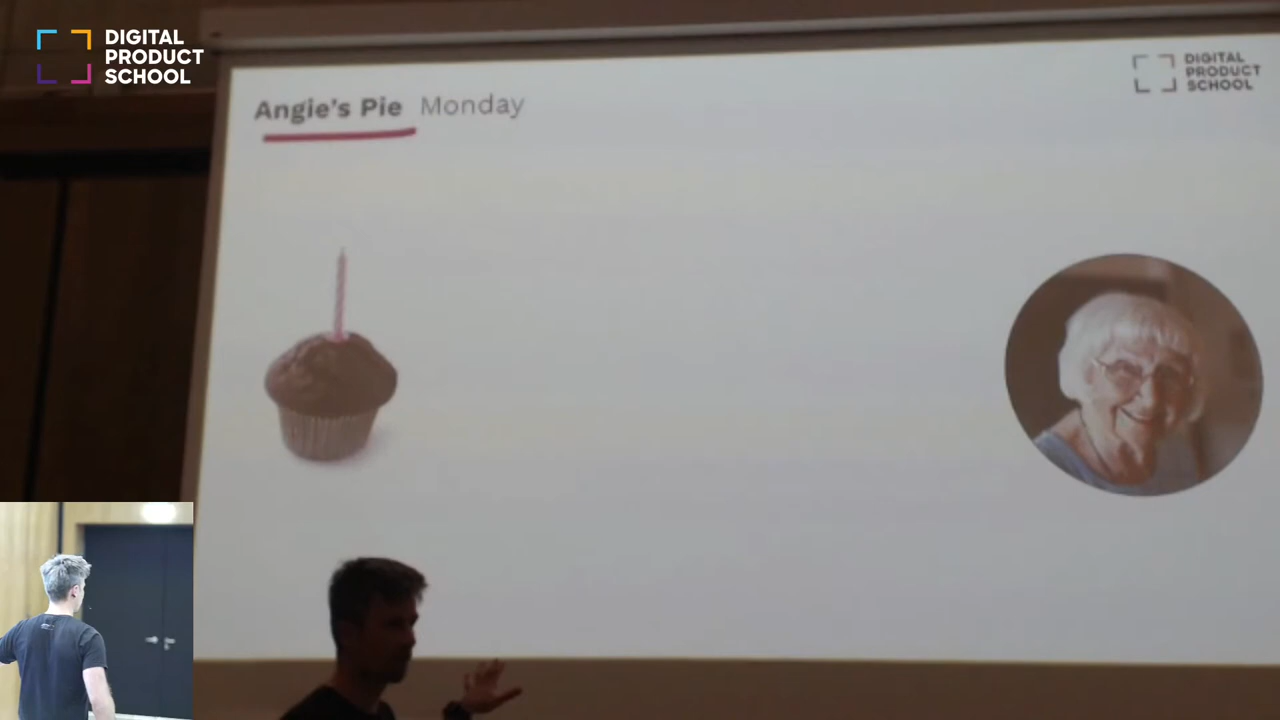 DIGITAL
PRODUCT
SCHOOL
Angie's Pie Monday
DIGITAL
PRODUCT
SCHOOL